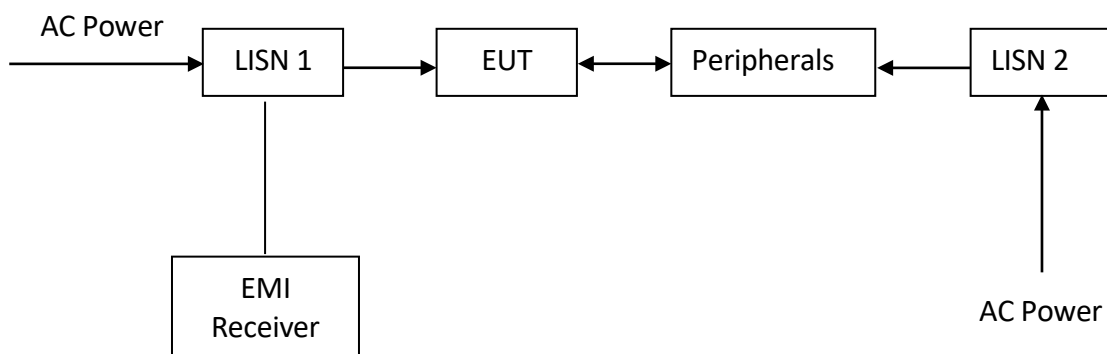 AC Power
LISN 1
EUT
Peripherals
LISN 2
EMI
Receiver
AC Power